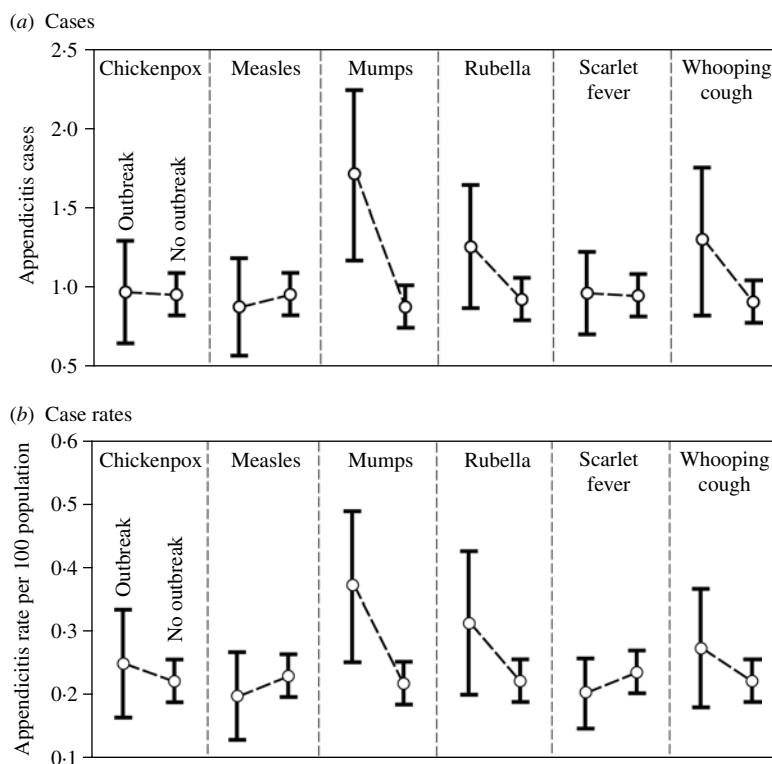 (a) Cases
Chickenpox Measles Mumps Rubella Scarlet fever Whooping cough
Outbreak
No outbreak
Appendicitis cases
2·5
2·0
1·5
1·0
0·5
(b) Case rates
Chickenpox Measles Mumps Rubella Scarlet fever Whooping cough
Outbreak
No outbreak
Appendicitis rate per 100 population
0·6
0·5
0·4
0·3
0·2
0·1